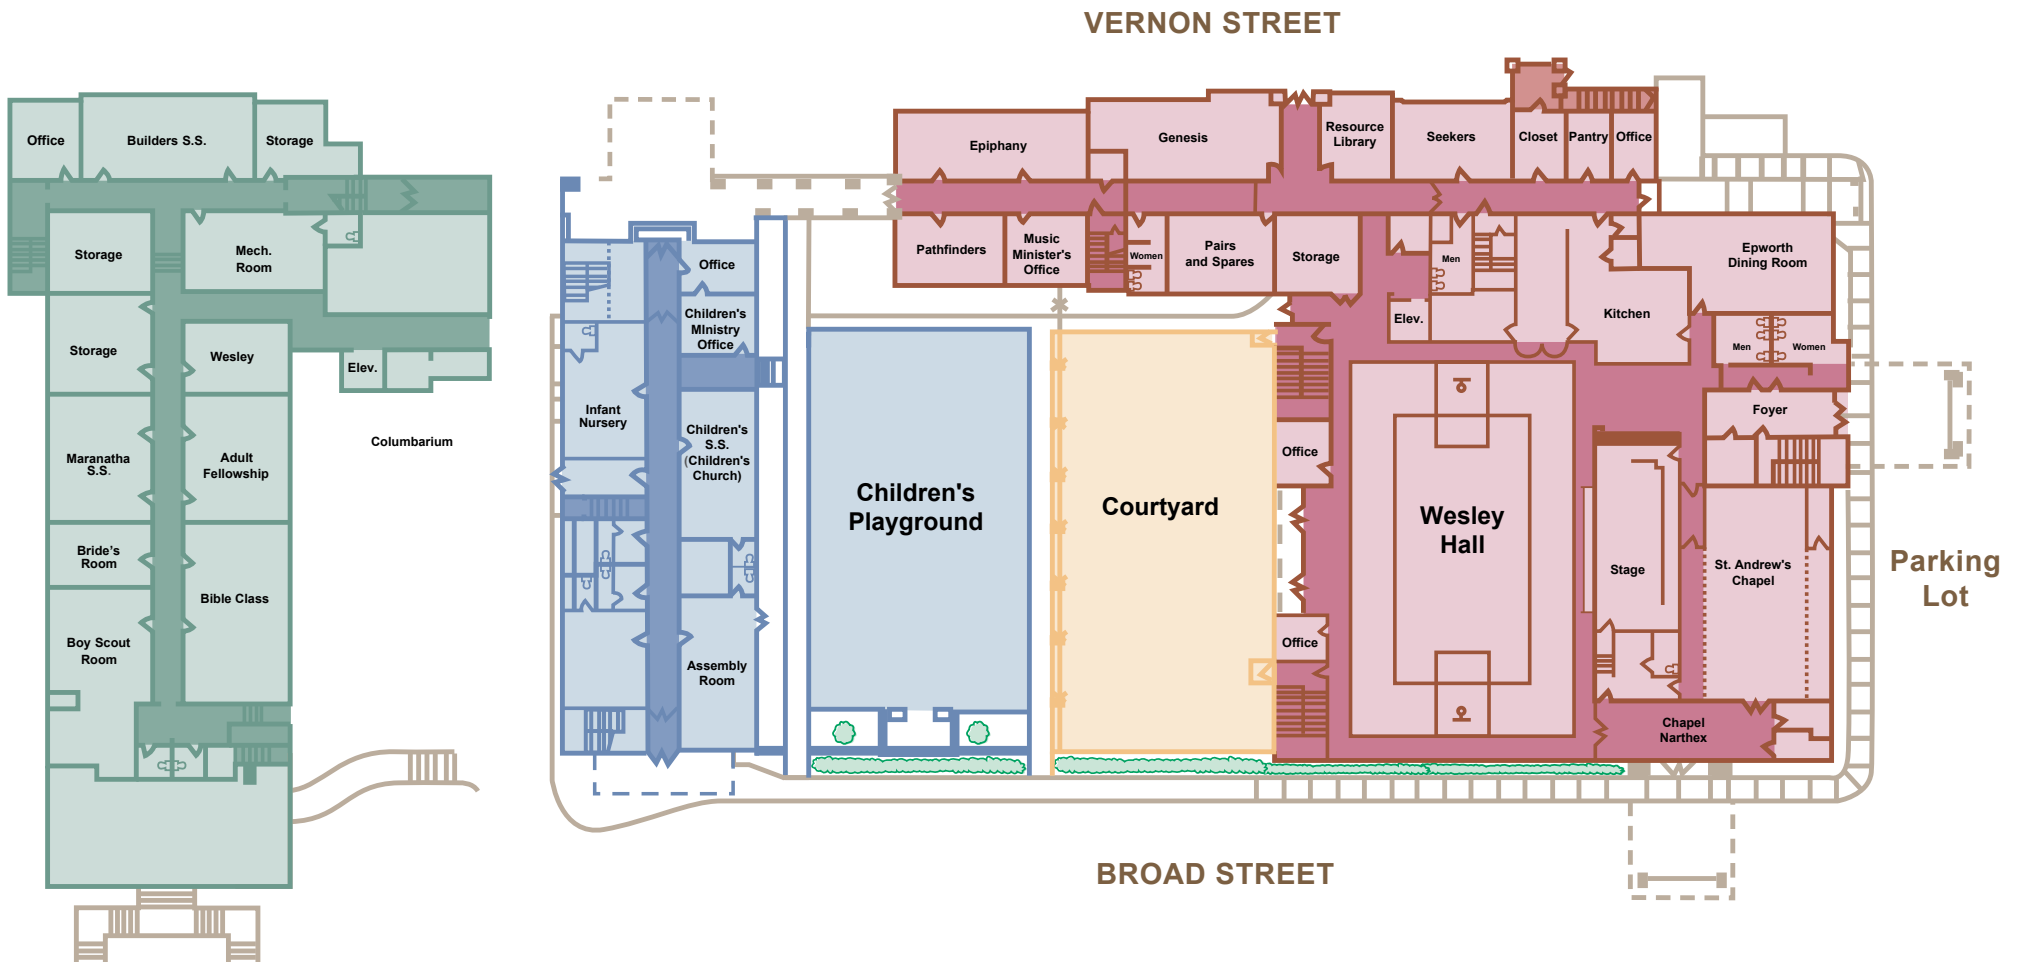 VERNON STREET
Office
Builders S.S.
Storage
Storage
Mech.
Room
Storage
Wesley
Elev.
Maranatha
S.S.
Adult
Fellowship
Columbarium
Bride's
Room
Bible Class
Boy Scout
Room
Office
Children's
MInistry
Office
Infant
Nursery
Children's
S.S.
(Children's
Church)
Assembly
Room
Children's
Playground
Courtyard
Epiphany
Genesis
Resource
Library
Seekers
Closet
Pantry
Office
Pathfinders
Music
Minister's
Office
Women
Pairs
and Spares
Storage
Men
Elev.
Kitchen
Epworth
Dining Room
Men
Women
Foyer
Office
Wesley
Hall
Stage
St. Andrew's
Chapel
Office
Chapel
Narthex
Parking
Lot
BROAD STREET